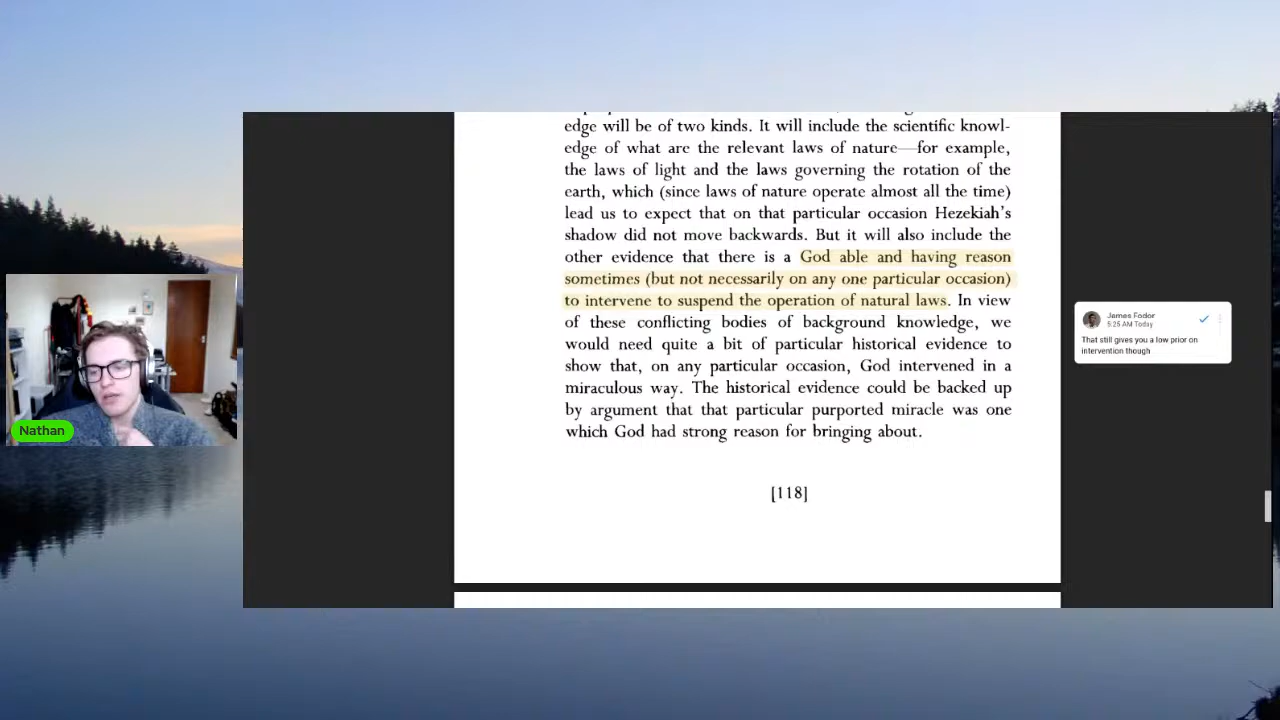 edge will be of two kinds. It will include the scientific knowl-
edge of what are the relevant laws of nature—for example,
the laws of light and the laws governing the rotation of the
earth, which (since laws of nature operate almost all the time)
lead us to expect that on that particular occasion Hezekiah's
shadow did not move backwards. But it will also include the
other evidence that there is a God able and having reason
sometimes (but not necessarily on any one particular occasion)
to intervene to suspend the operation of natural laws. In view
of these conflicting bodies of background knowledge, we
would need quite a bit of particular historical evidence to
show that, on any particular occasion, God intervened in a
miraculous way. The historical evidence could be backed up
by argument that that particular purported miracle was one
which God had strong reason for bringing about.
[118]
James Fodor
5:25 AM Today
That still gives you a low prior on
intervention though
Nathan